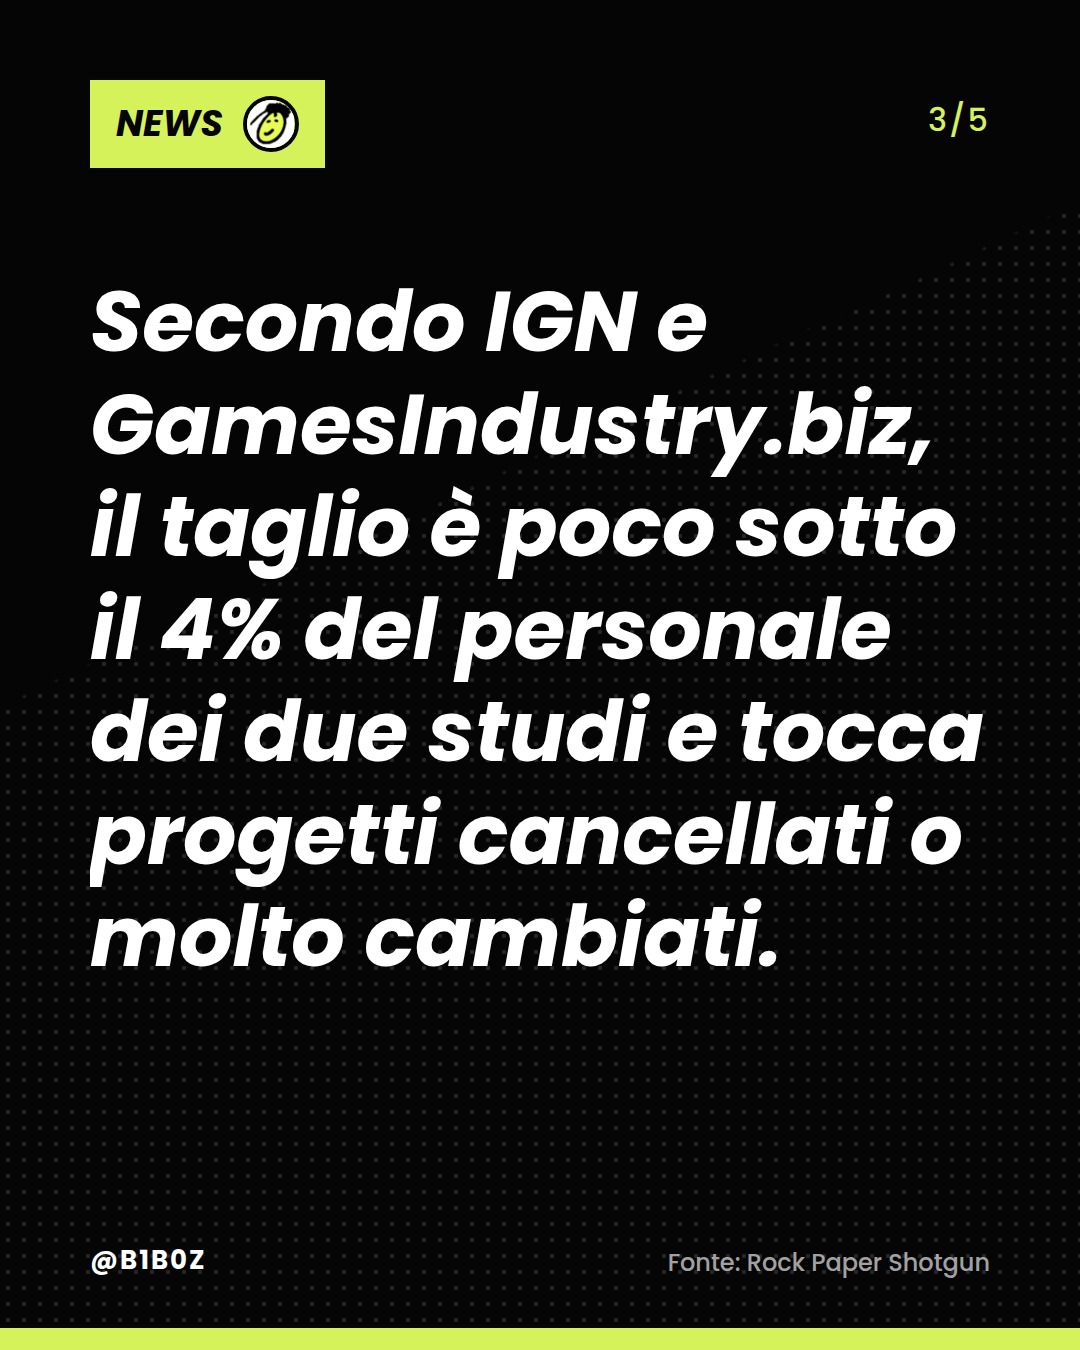 NEWS
3/5
Secondo IGN e
GamesIndustry.biz,
il taglio è poco sotto
il 4% del personale
dei due studi e tocca
progetti cancellati o
molto cambiati.
@B1B0Z
Fonte: Rock Paper Shotgun